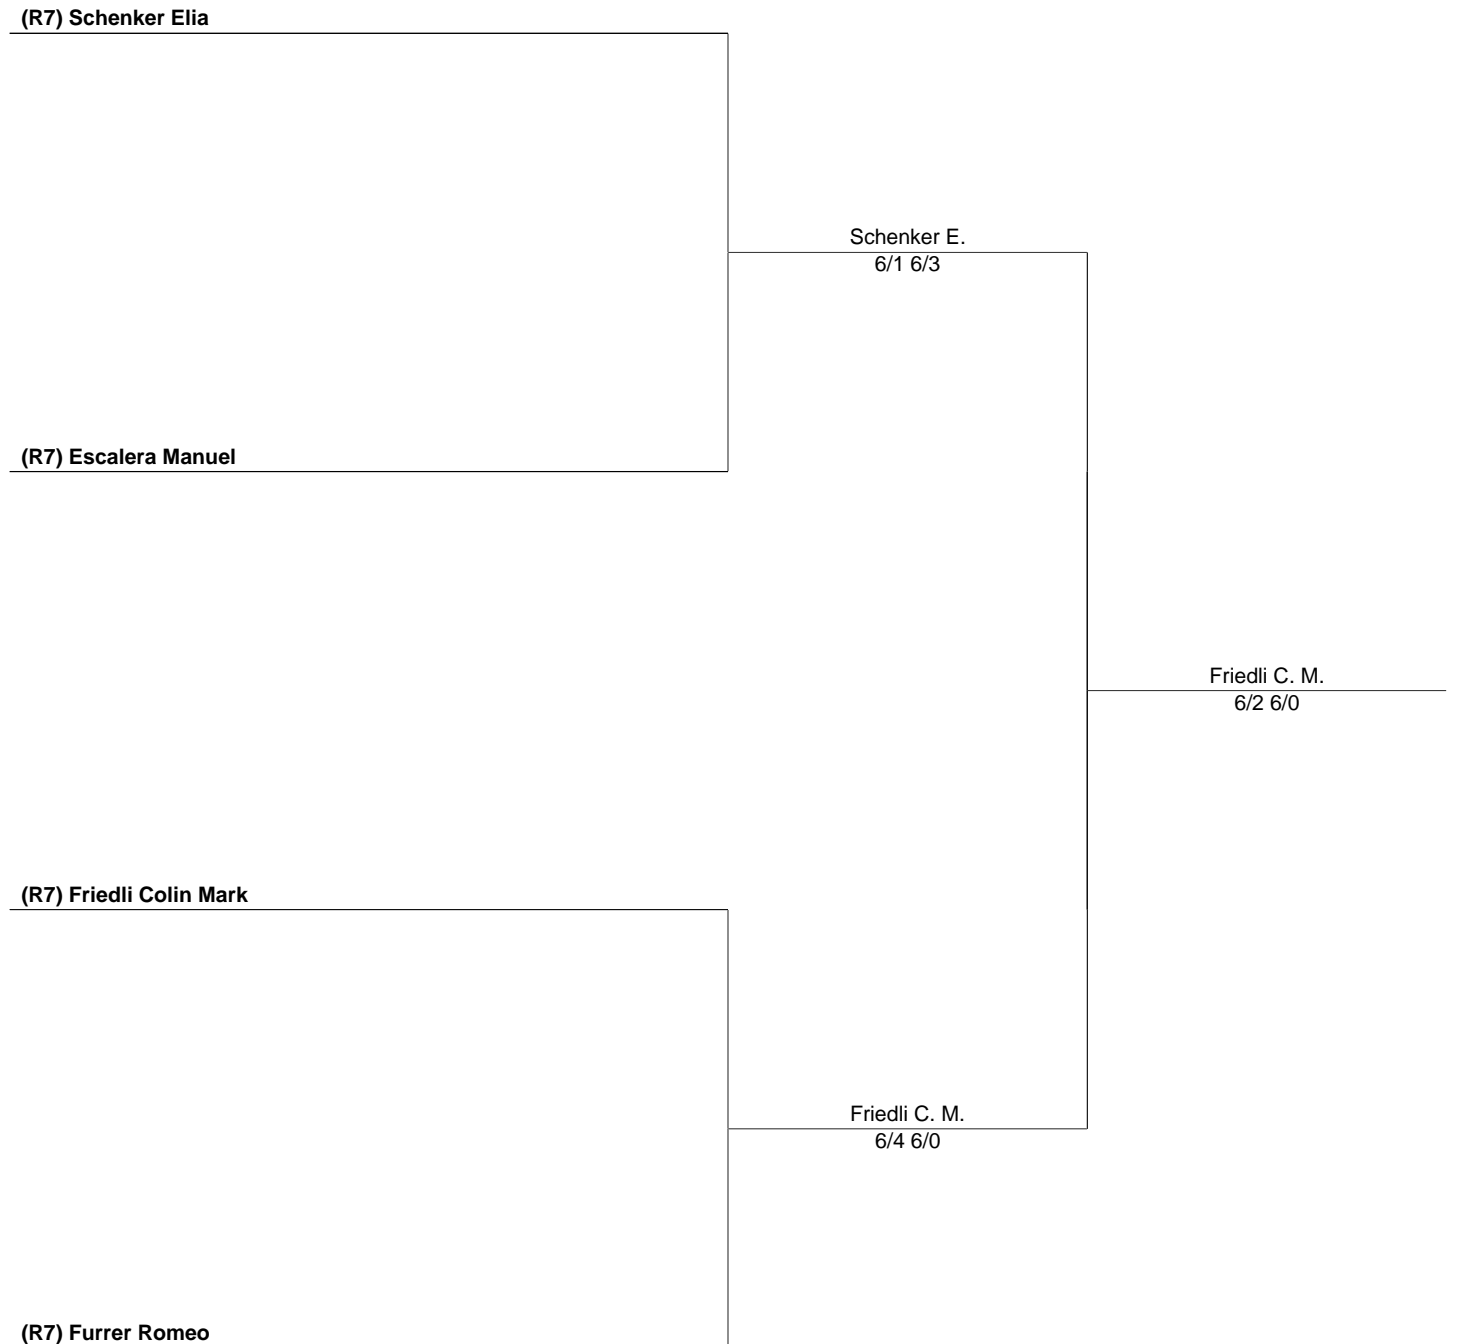 (R7) Schenker Elia
Schenker E.
6/1 6/3
(R7) Escalera Manuel
Friedli C. M.
6/2 6/0
(R7) Friedli Colin Mark
Friedli C. M.
6/4 6/0
(R7) Furrer Romeo